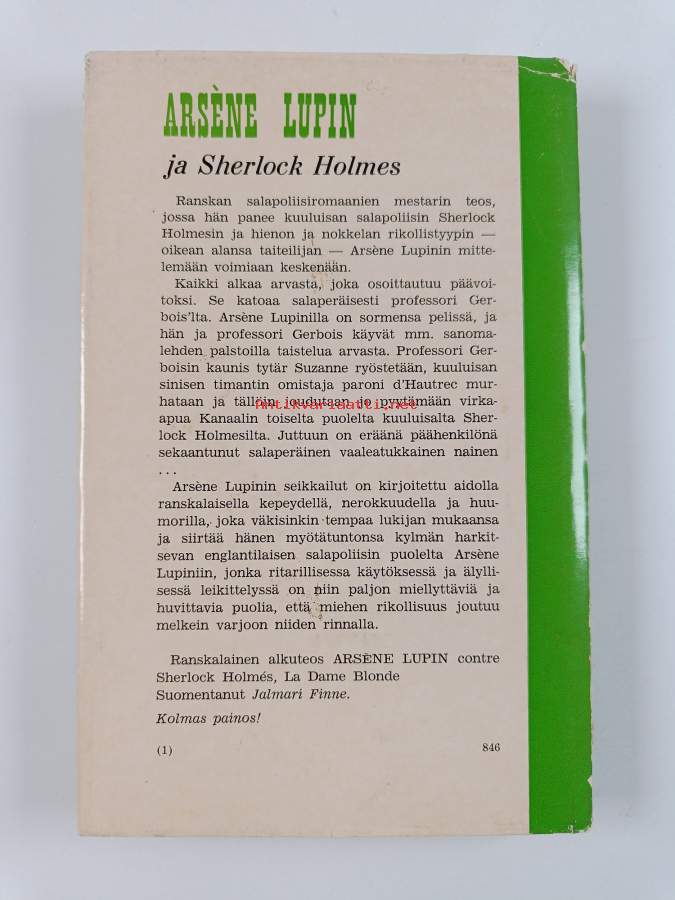 ARSÈNE LUPIN
ja Sherlock Holmes
Ranskan salapoliisiromaanien mestarin teos,
jossa hän panee kuuluisan salapoliisin Sherlock
Holmesin ja hienon ja nokkelan rikollistyypin —
oikean alansa taiteilijan — Arsène Lupinin mitte-
lemään voimiaan keskenään.
Kaikki alkaa arvasta, joka osoittautuu päävoi-
toksi. Se katoaa salaperäisesti professori Ger-
bois'lta. Arsène Lupinilla on sormensa pelissä, ja
hän ja professori Gerbois käyvät mm. sanoma-
lehden palstoilla taistelua arvasta. Professori Ger-
boisin kaunis tytär Suzanne ryöstetään, kuuluisan
sinisen timantin omistaja paroni d'Hautrec mur-
hataan ja tällöin joudutaan jo pyytämään virka-
Antikvariaatti.net
apua Kanaalin toiselta puolelta kuuluisalta Sher-
lock Holmesilta. Juttuun on eräänä päähenkilönä
sekaantunut salaperäinen vaaleatukkainen nainen
...
Arsène Lupinin seikkailut on kirjoitettu aidolla
ranskalaisella kepeydellä, nerokkuudella ja huu-
morilla, joka väkisinkin tempaa lukijan mukaansa
ja siirtää hänen myötätuntonsa kylmän harkit-
sevan englantilaisen salapoliisin puolelta Arsène
Lupiniin, jonka ritarillisessa käytöksessä ja älylli-
sessä leikittelyssä on niin paljon miellyttäviä ja
huvittavia puolia, että miehen rikollisuus joutuu
melkein varjoon niiden rinnalla.
Ranskalainen alkuteos ARSÈNE LUPIN contre
Sherlock Holmés, La Dame Blonde
Suomentanut Jalmari Finne.
Kolmas painos!
(1) 846